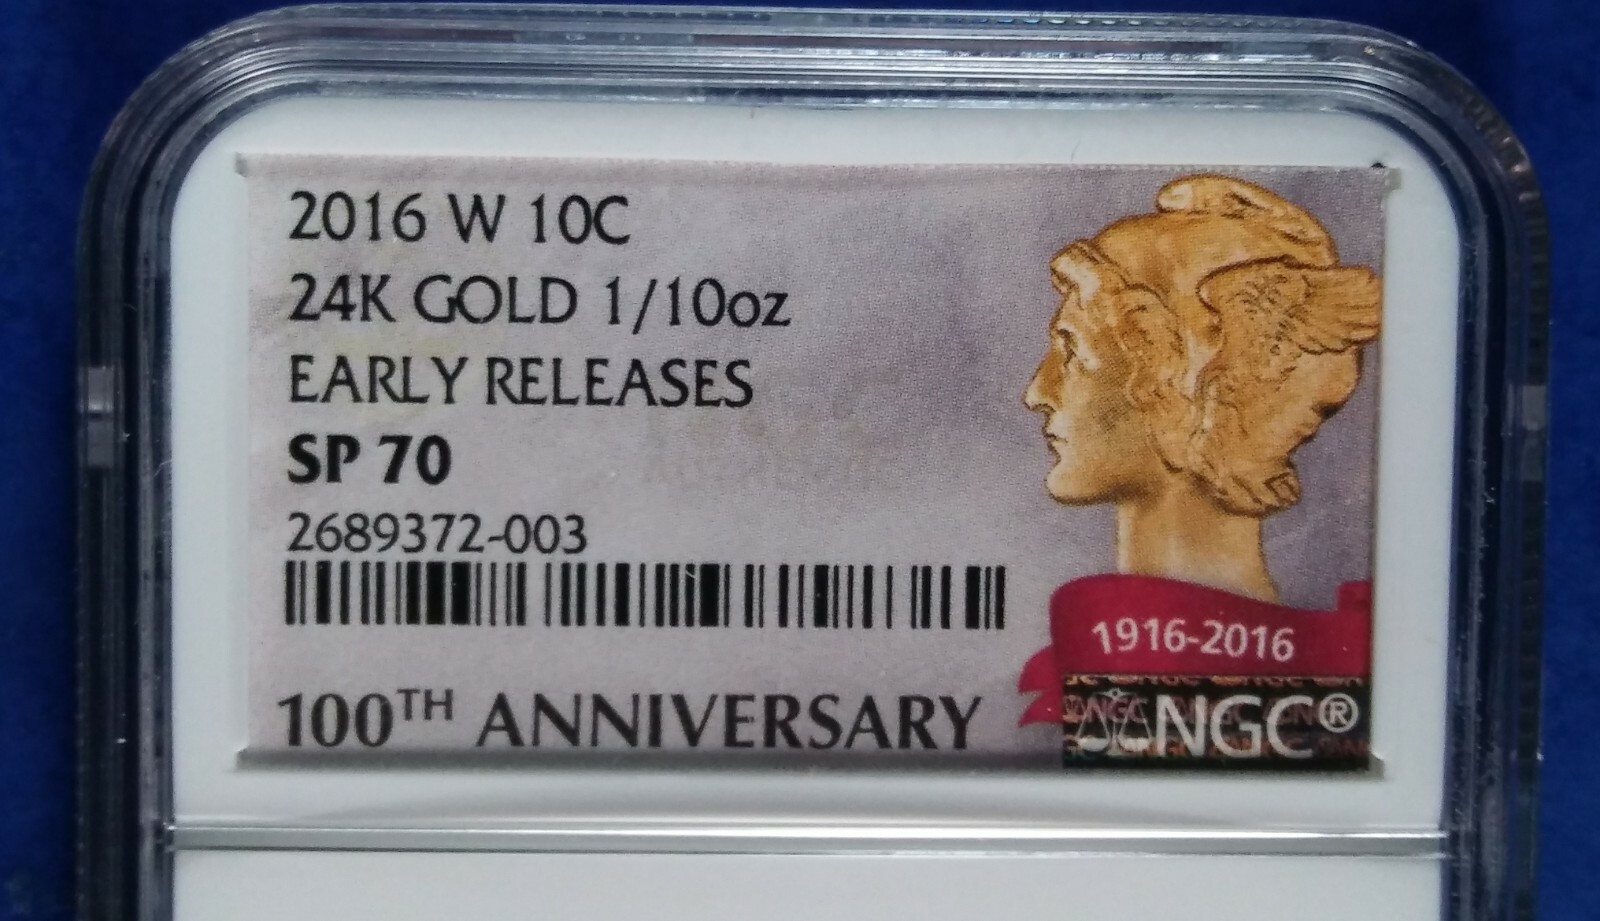 2016 W 10C
24K GOLD 1/10oz
EARLY RELEASES
SP 70
2689372-003
100TH ANNIVERSARY
1916-2016
NGC®